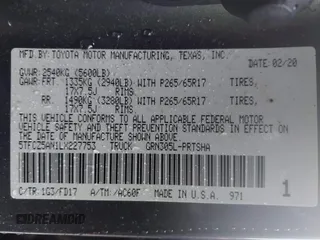 MFD.BY:TOYOTA MOTOR MANUFACTURING, TEXAS, INC.
DATE 02/20
GVWR:2540KG (5600LB)
GAWR: FRT. 1335KG (2940LB) WITH P265/65R17 TIRES,
17X7.5J RIMS
RR. 1490KG (3280LB) WITH P265/65R17 TIRES,
17X7.5J RIMS
THIS VEHICLE CONFORMS TO ALL APPLICABLE FEDERAL MOTOR VEHICLE
SAFETY AND THEFT PREVENTION STANDARDS IN EFFECT ON THE DATE OF
MANUFACTURE SHOWN ABOVE.
5TFCZ5AN1LX227753 TRUCK GRN305L-PRTSHA
C/TR:1G3/FD17 A/TM:-/AC60F MADE IN U.S.A. 971
1